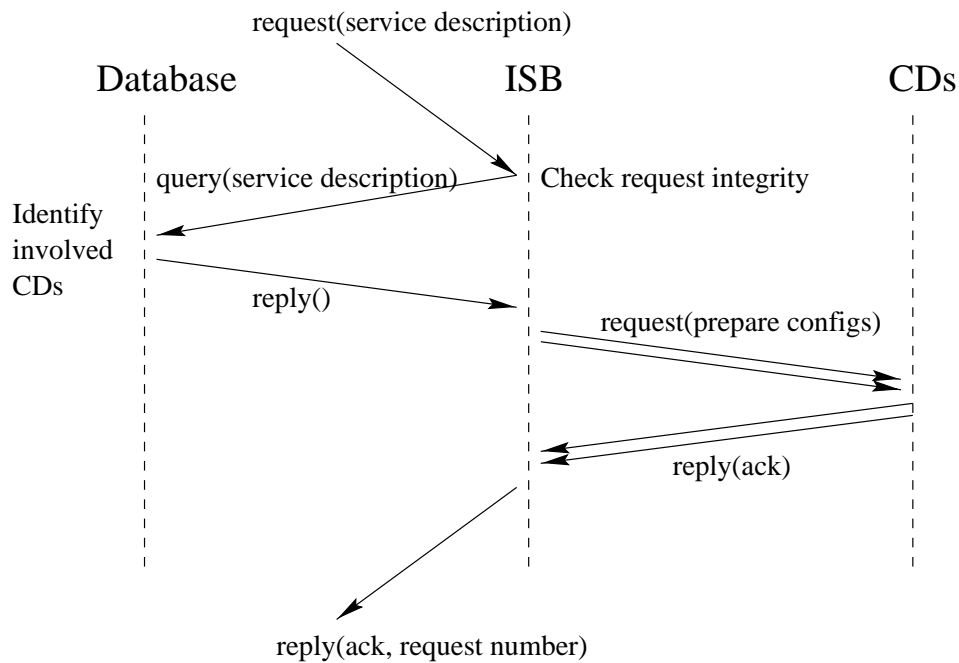 request(service description)
Database
ISB
CDs
query(service description)
Check request integrity
Identify
involved
CDs
reply()
request(prepare configs)
reply(ack)
reply(ack, request number)